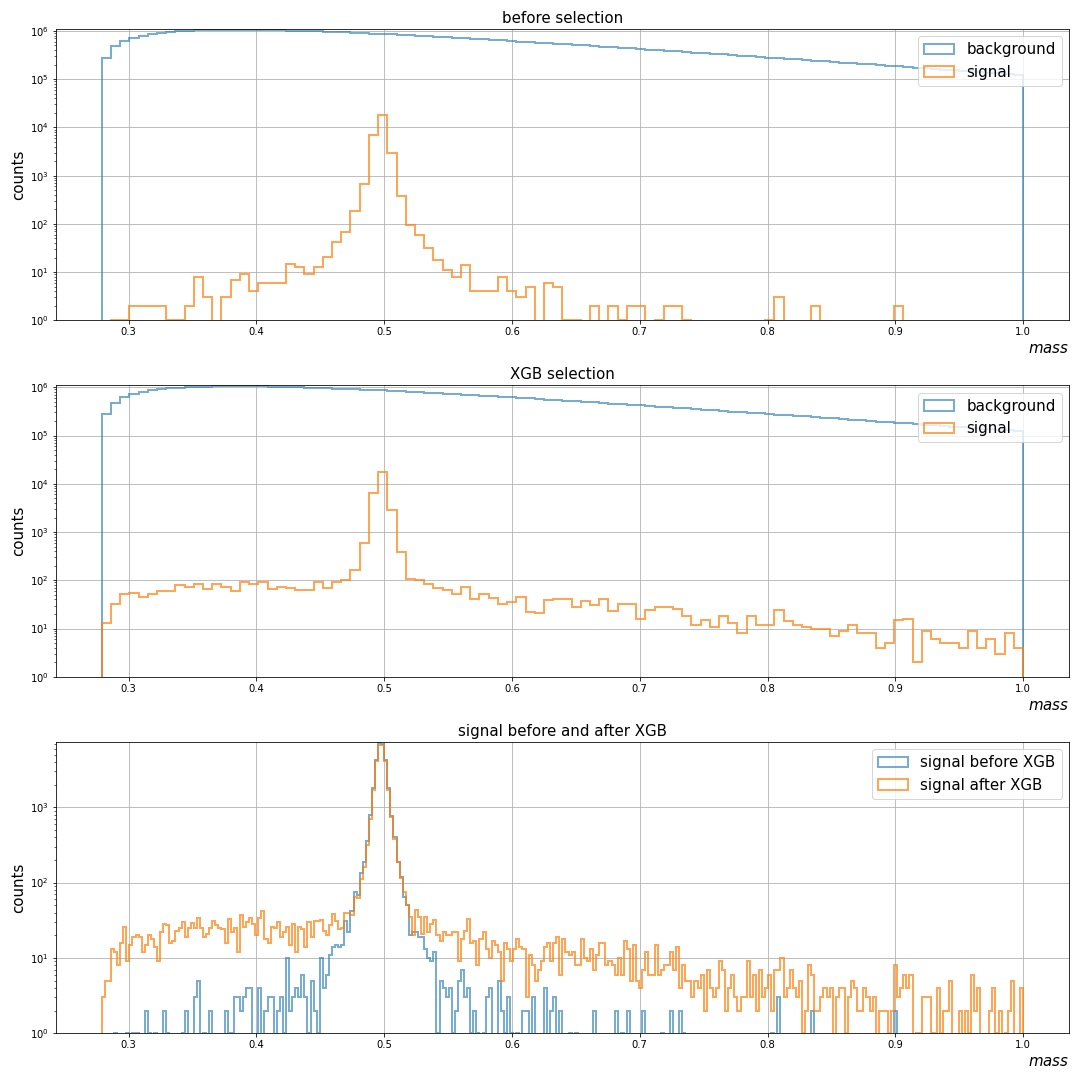 before selection
counts
10⁶
10⁵
10⁴
10³
10²
10¹
10⁰
background
signal
0.3 0.4 0.5 0.6 0.7 0.8 0.9 1.0
mass
XGB selection
counts
10⁶
10⁵
10⁴
10³
10²
10¹
10⁰
background
signal
0.3 0.4 0.5 0.6 0.7 0.8 0.9 1.0
mass
signal before and after XGB
counts
10³
10²
10¹
10⁰
signal before XGB
signal after XGB
0.3 0.4 0.5 0.6 0.7 0.8 0.9 1.0
mass